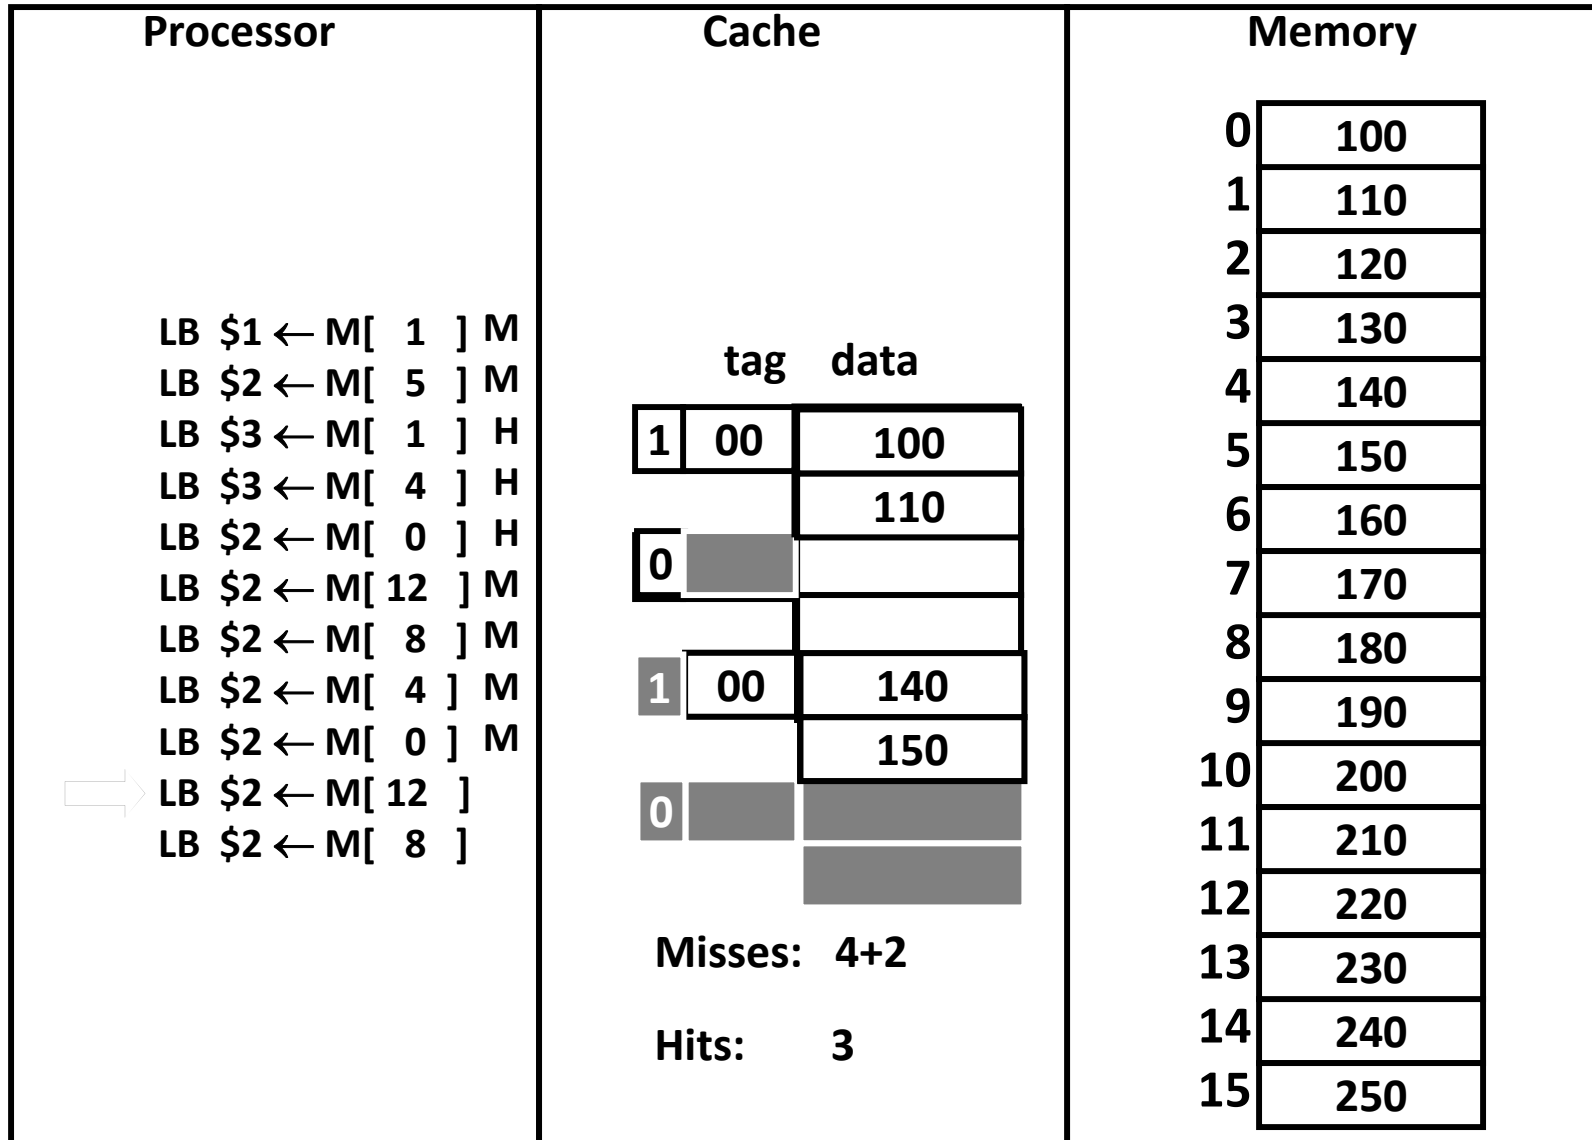 Processor
LB $1 ← M[ 1 ] M
LB $2 ← M[ 5 ] M
LB $3 ← M[ 1 ] H
LB $3 ← M[ 4 ] H
LB $2 ← M[ 0 ] H
LB $2 ← M[ 12 ] M
LB $2 ← M[ 8 ] M
LB $2 ← M[ 4 ] M
LB $2 ← M[ 0 ] M
LB $2 ← M[ 12 ]
LB $2 ← M[ 8 ]
Cache
tag data
1 00 100
110
0
1 00 140
150
0
Misses: 4+2
Hits: 3
Memory
0 100
1 110
2 120
3 130
4 140
5 150
6 160
7 170
8 180
9 190
10 200
11 210
12 220
13 230
14 240
15 250